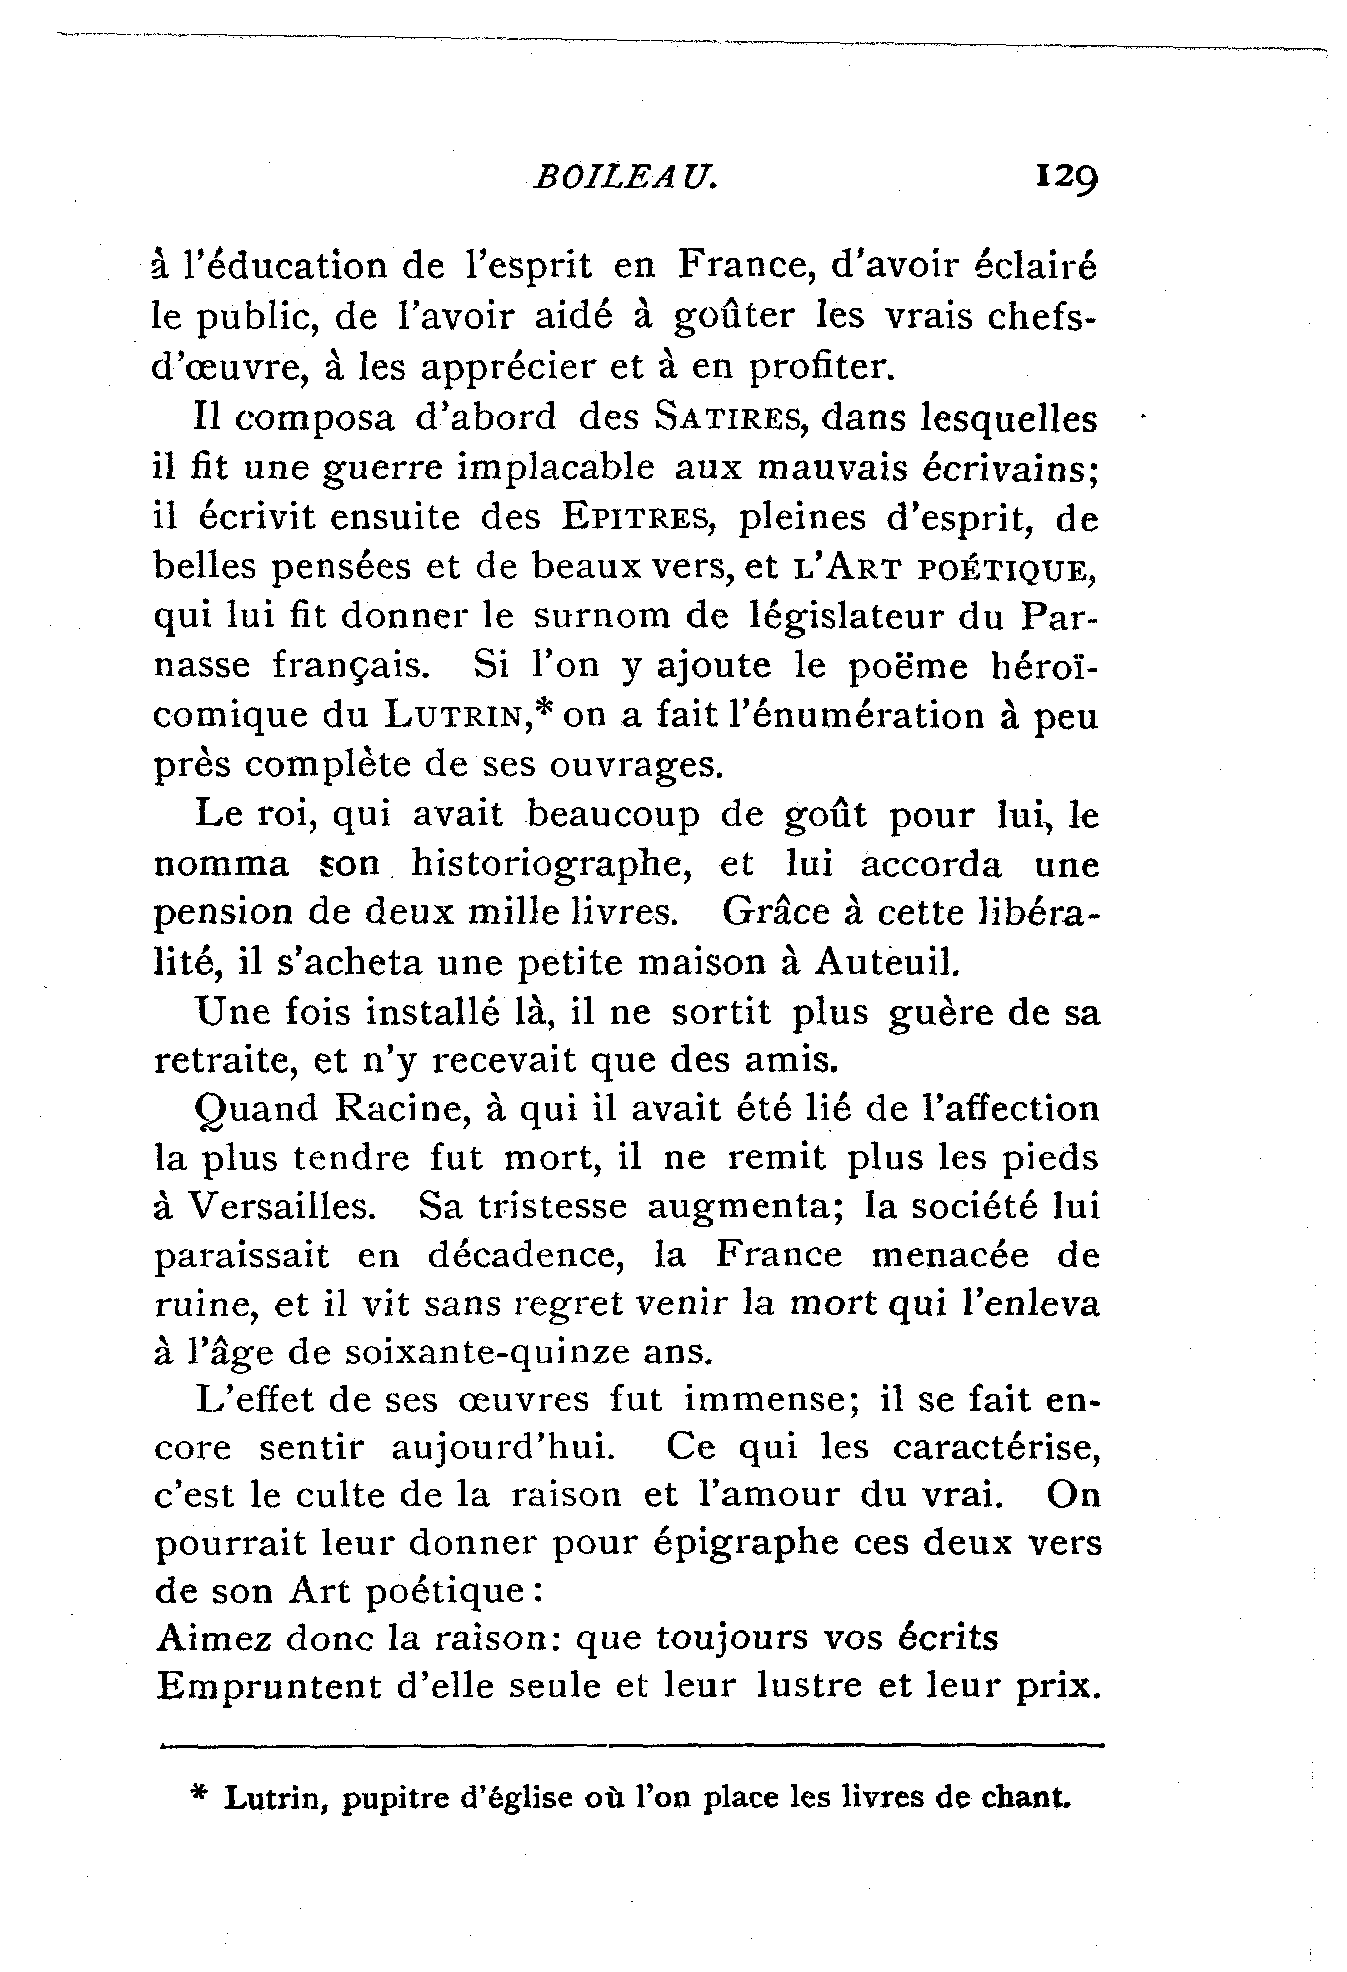 BOILEAU. 129
à l'éducation de l'esprit en France, d'avoir éclairé
le public, de l'avoir aidé à goûter les vrais chefs-
d'œuvre, à les apprécier et à en profiter.
Il composa d'abord des SATIRES, dans lesquelles
il fit une guerre implacable aux mauvais écrivains;
il écrivit ensuite des EPITRES, pleines d'esprit, de
belles pensées et de beaux vers, et L'ART POÉTIQUE,
qui lui fit donner le surnom de législateur du Par-
nasse français. Si l'on y ajoute le poëme héroï-
comique du LUTRIN,* on a fait l'énumération à peu
près complète de ses ouvrages.
Le roi, qui avait beaucoup de goût pour lui, le
nomma son historiographe, et lui accorda une
pension de deux mille livres. Grâce à cette libéra-
lité, il s'acheta une petite maison à Auteuil.
Une fois installé là, il ne sortit plus guère de sa
retraite, et n'y recevait que des amis.
Quand Racine, à qui il avait été lié de l'affection
la plus tendre fut mort, il ne remit plus les pieds
à Versailles. Sa tristesse augmenta; la société lui
paraissait en décadence, la France menacée de
ruine, et il vit sans regret venir la mort qui l'enleva
à l'âge de soixante-quinze ans.
L'effet de ses œuvres fut immense; il se fait en-
core sentir aujourd'hui. Ce qui les caractérise,
c'est le culte de la raison et l'amour du vrai. On
pourrait leur donner pour épigraphe ces deux vers
de son Art poétique:
Aimez donc la raison: que toujours vos écrits
Empruntent d'elle seule et leur lustre et leur prix.
* Lutrin, pupitre d'église où l'on place les livres de chant.